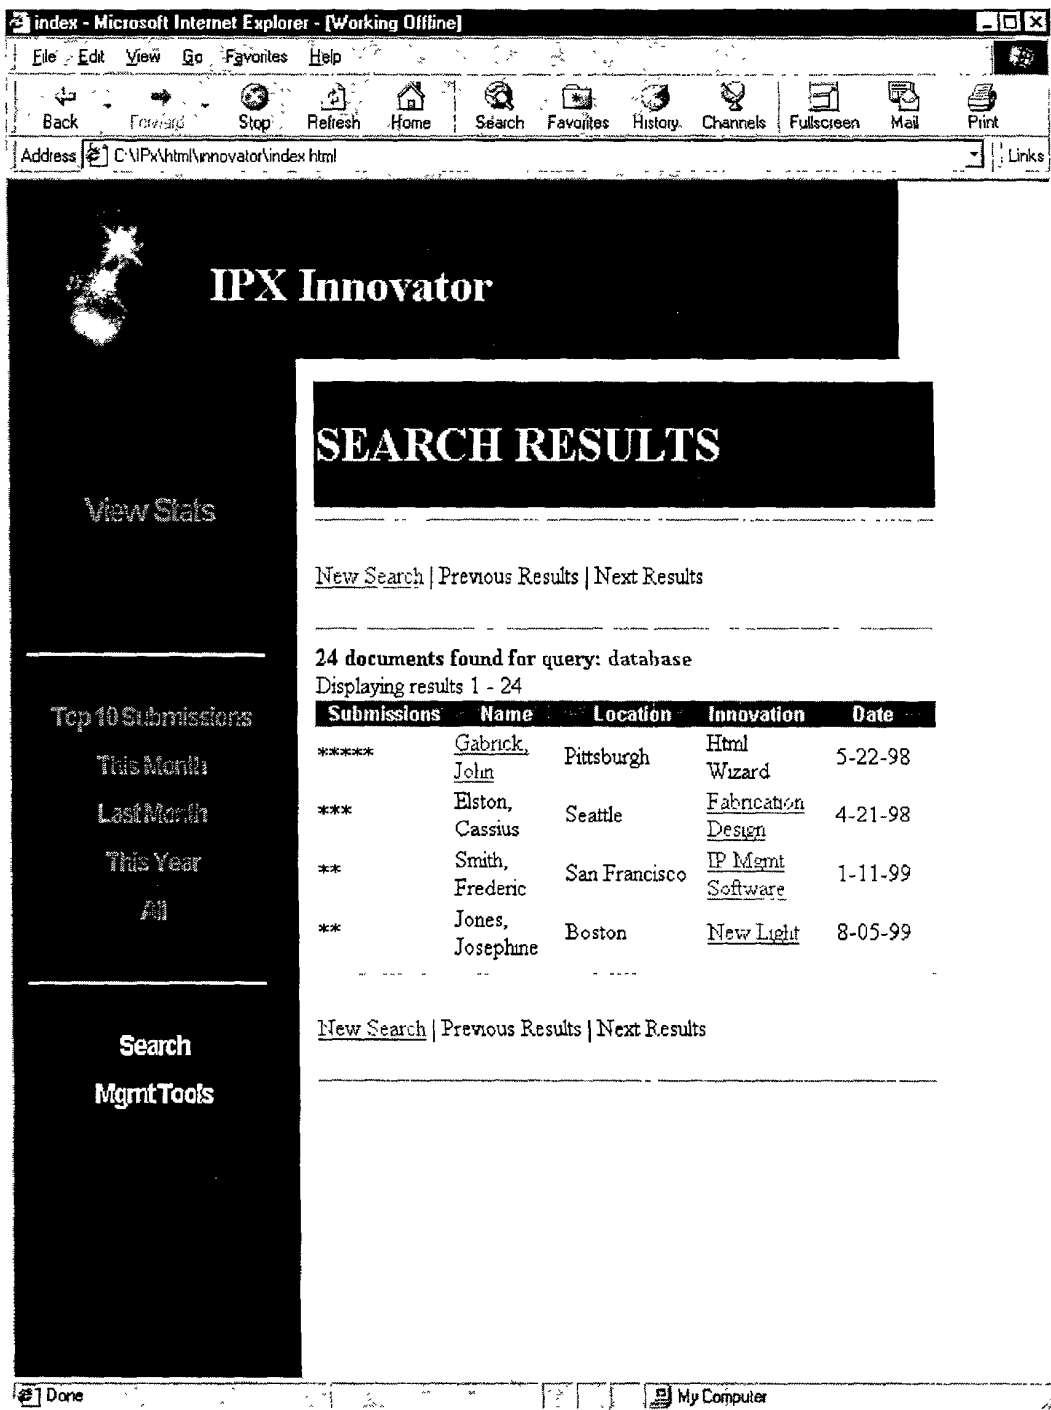 index - Microsoft Internet Explorer - [Working Offline]
File Edit View Go Favorites Help
Back Forward Stop Refresh Home Search Favorites History Channels Fullscreen Mail Print
Address C:\IPx\html\innovator\index html Links
IPX Innovator
SEARCH RESULTS
View Stats
New Search | Previous Results | Next Results
24 documents found for query: database
Displaying results 1 - 24
Submissions Name Location Innovation Date
***** Gabrick, John Pittsburgh Html Wizard 5-22-98
*** Elston, Cassius Seattle Fabrication Design 4-21-98
** Smith, Frederic San Francisco IP Mgmt Software 1-11-99
** Jones, Josephine Boston New Light 8-05-99
Top 10 Submissions
This Month
Last Month
This Year
All
New Search | Previous Results | Next Results
Search
Mgmt Tools
Done My Computer